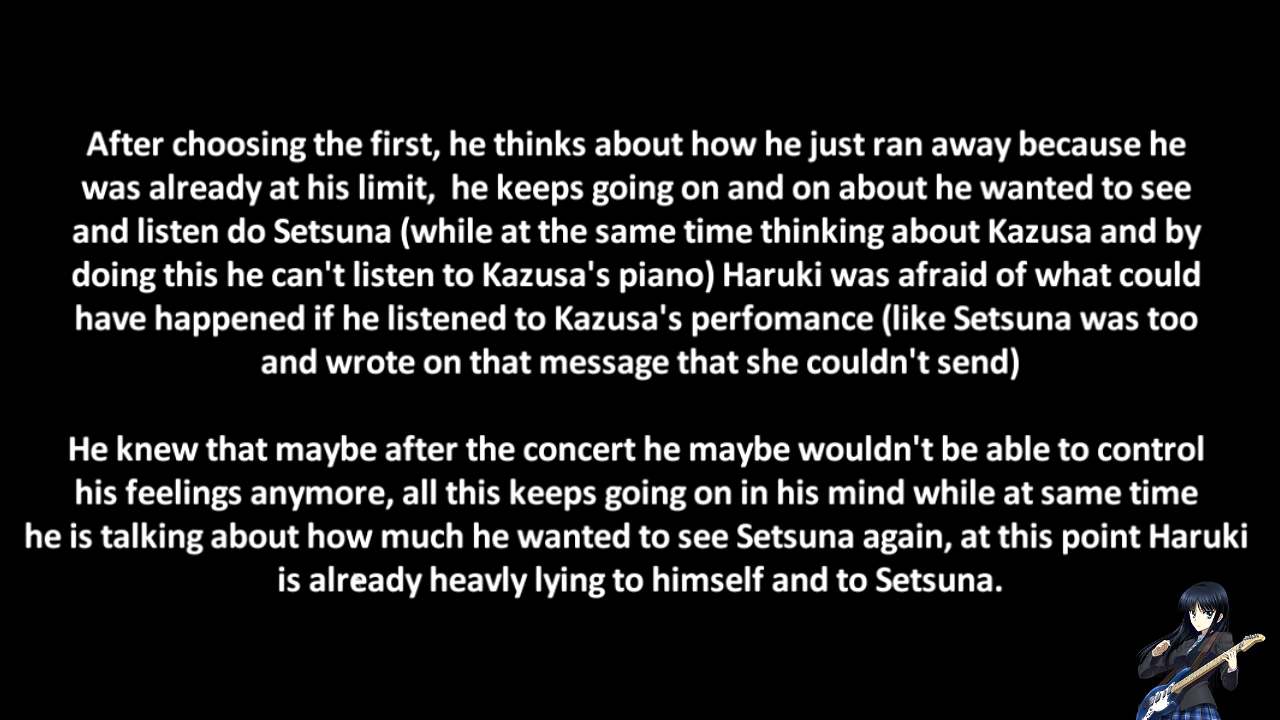 After choosing the first, he thinks about how he just ran away because he
was already at his limit, he keeps going on and on about he wanted to see
and listen do Setsuna (while at the same time thinking about Kazusa and by
doing this he can't listen to Kazusa's piano) Haruki was afraid of what could
have happened if he listened to Kazusa's perfomance (like Setsuna was too
and wrote on that message that she couldn't send)
He knew that maybe after the concert he maybe wouldn't be able to control
his feelings anymore, all this keeps going on in his mind while at same time
he is talking about how much he wanted to see Setsuna again, at this point Haruki
is already heavly lying to himself and to Setsuna.